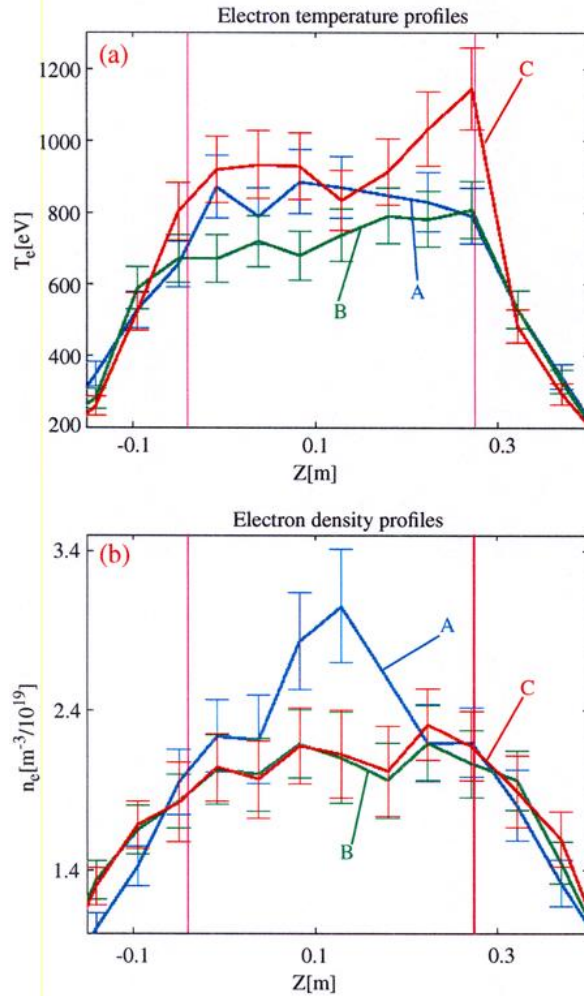 Electron temperature profiles
(a)
C
1200
1000
800
600
400
200
T_e[eV]
A
B
-0.1 0.1 0.3
Z[m]
Electron density profiles
(b)
3.4
2.4
1.4
n_e[m^-3/10^19]
A
C
B
-0.1 0.1 0.3
Z[m]